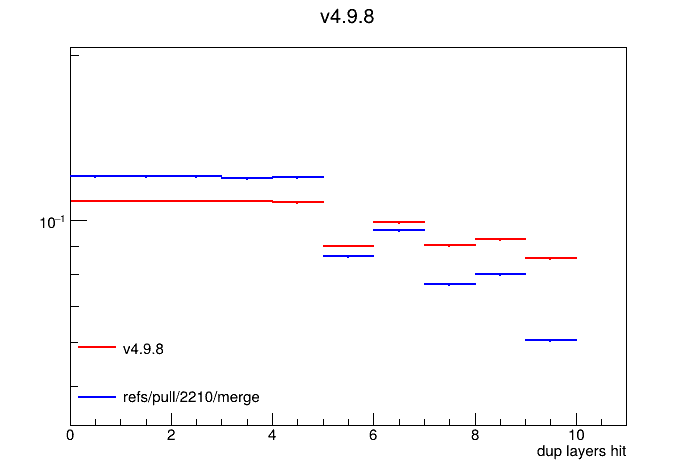 v4.9.8
10⁻¹
v4.9.8
refs/pull/2210/merge
0 2 4 6 8 10
dup layers hit